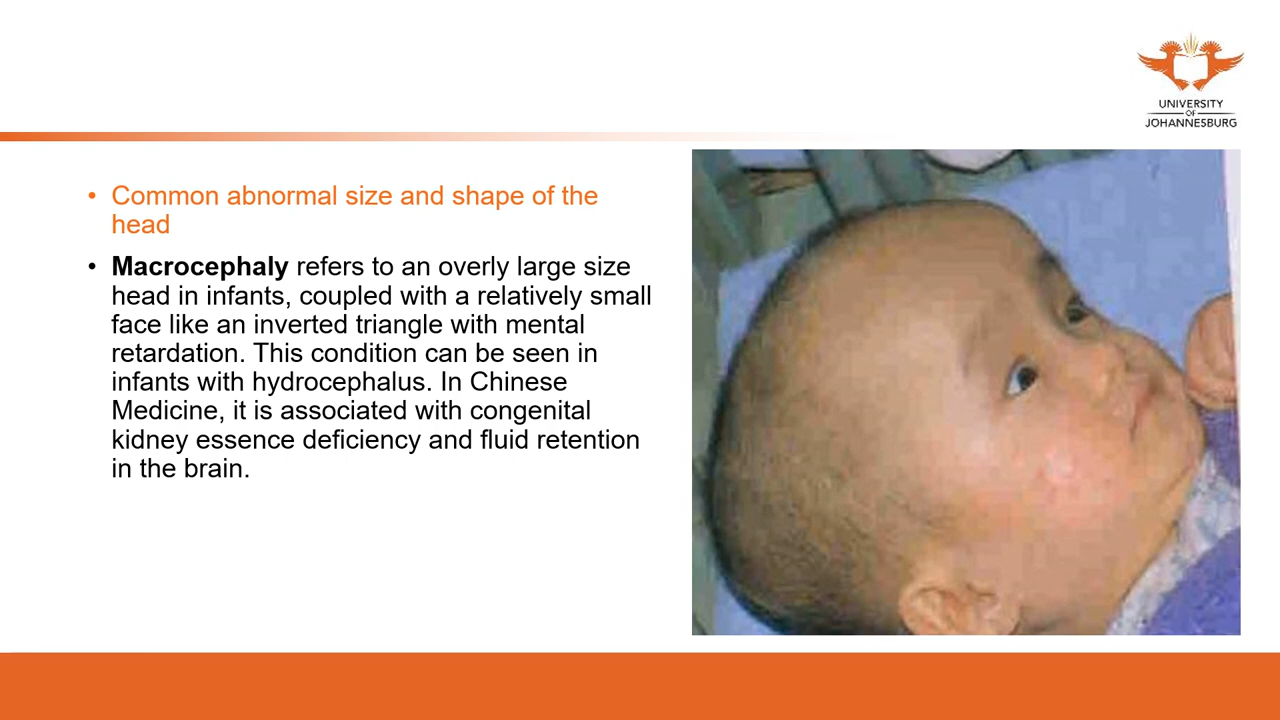 UNIVERSITY
OF
JOHANNESBURG
• Common abnormal size and shape of the
head
• Macrocephaly refers to an overly large size
head in infants, coupled with a relatively small
face like an inverted triangle with mental
retardation. This condition can be seen in
infants with hydrocephalus. In Chinese
Medicine, it is associated with congenital
kidney essence deficiency and fluid retention
in the brain.